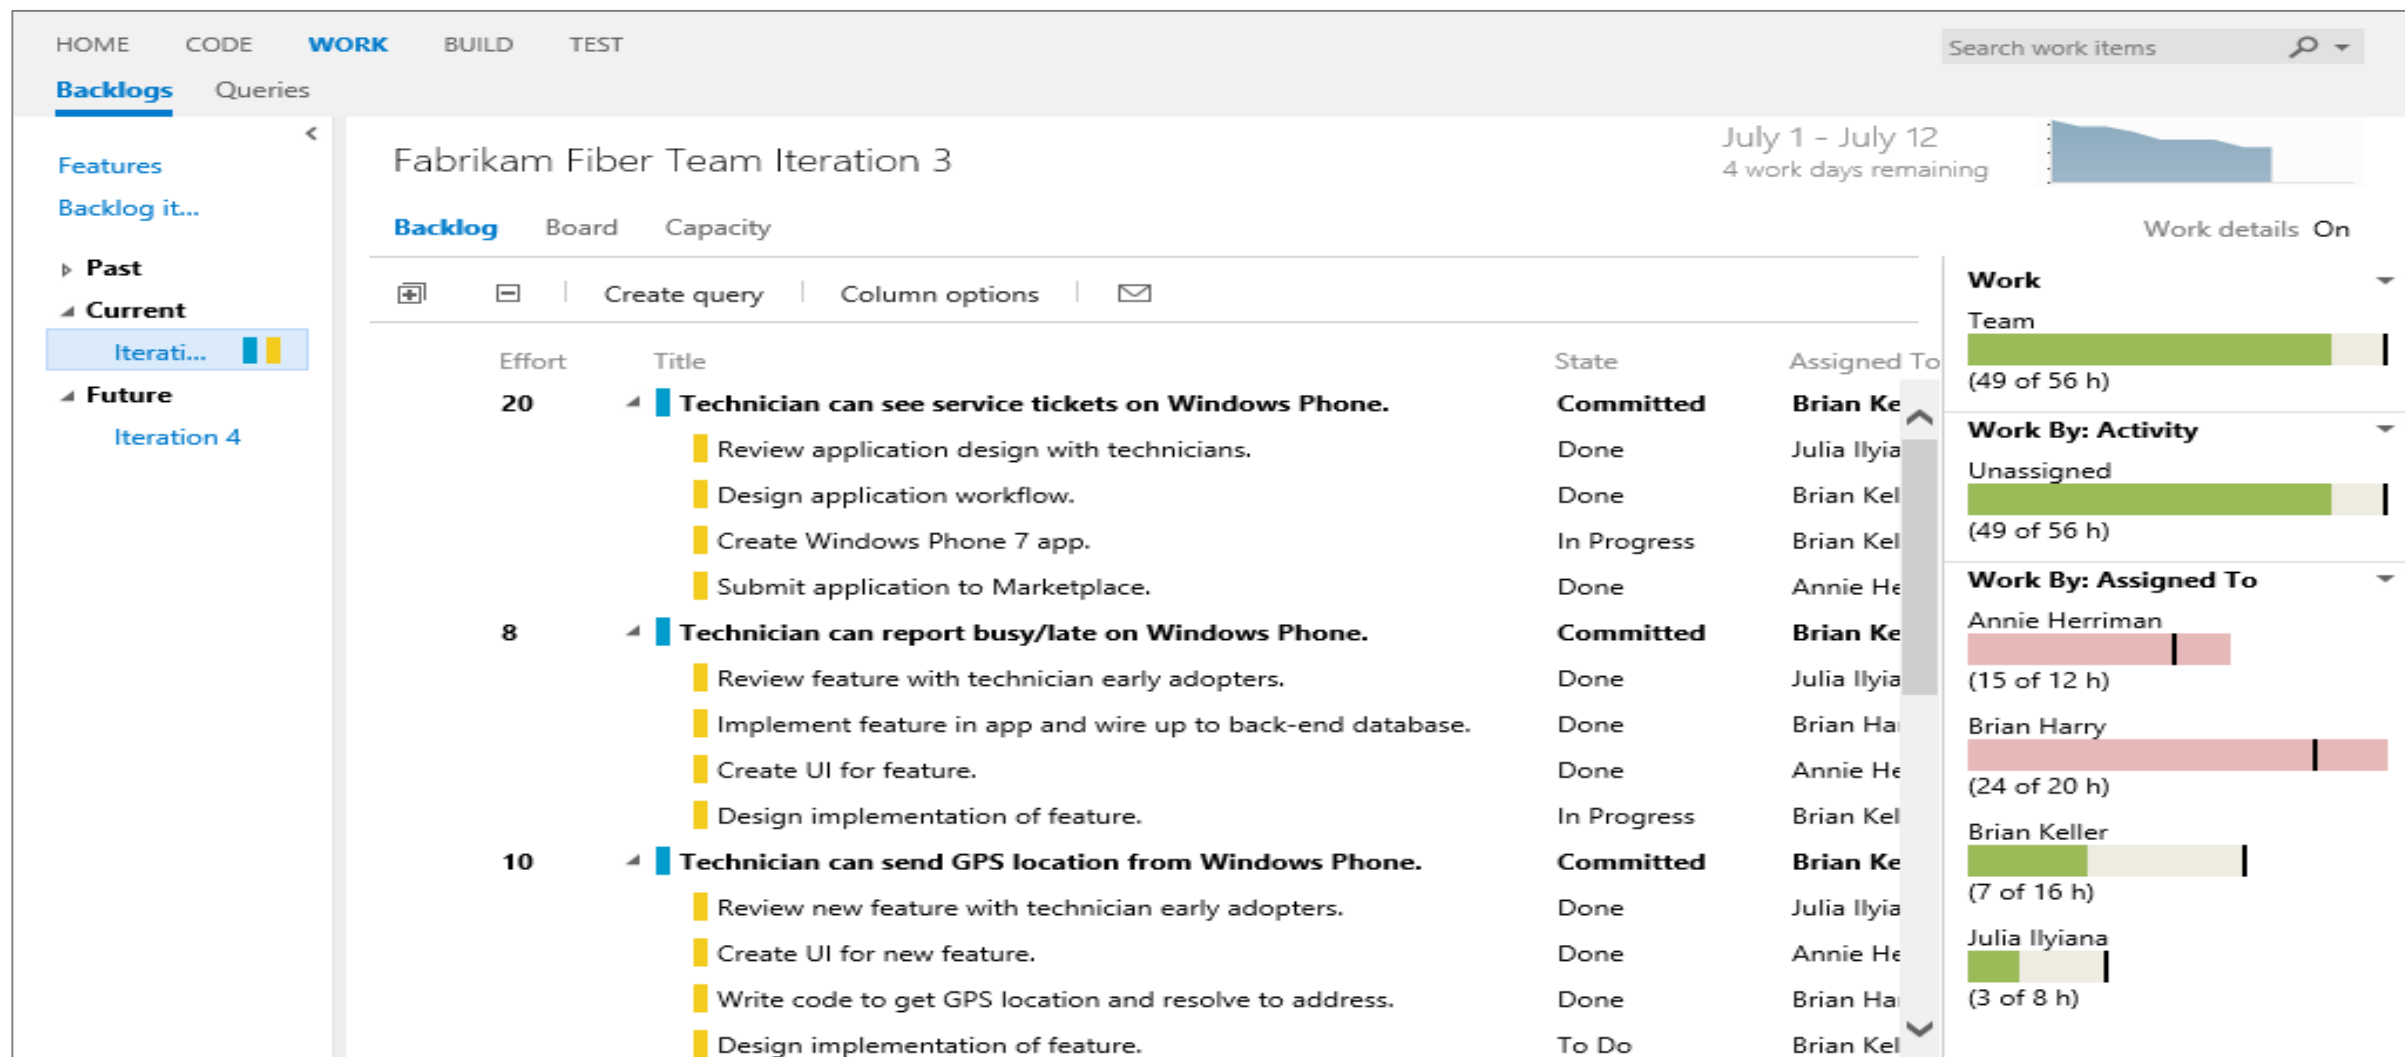 HOME CODE WORK BUILD TEST
Search work items
Backlogs Queries
Features
Backlog it...
Past
Current
Iterati...
Future
Iteration 4
Fabrikam Fiber Team Iteration 3
July 1 - July 12
4 work days remaining
Backlog Board Capacity
Work details On
Create query Column options
Effort Title State Assigned To
20 Technician can see service tickets on Windows Phone. Committed Brian Ke
Review application design with technicians. Done Julia Ilyia
Design application workflow. Done Brian Kel
Create Windows Phone 7 app. In Progress Brian Kel
Submit application to Marketplace. Done Annie He
8 Technician can report busy/late on Windows Phone. Committed Brian Ke
Review feature with technician early adopters. Done Julia Ilyia
Implement feature in app and wire up to back-end database. Done Brian Ha
Create UI for feature. Done Annie He
Design implementation of feature. In Progress Brian Kel
10 Technician can send GPS location from Windows Phone. Committed Brian Ke
Review new feature with technician early adopters. Done Julia Ilyia
Create UI for new feature. Done Annie He
Write code to get GPS location and resolve to address. Done Brian Ha
Design implementation of feature. To Do Brian Kel
Work
Team
(49 of 56 h)
Work By: Activity
Unassigned
(49 of 56 h)
Work By: Assigned To
Annie Herriman
(15 of 12 h)
Brian Harry
(24 of 20 h)
Brian Keller
(7 of 16 h)
Julia Ilyiana
(3 of 8 h)